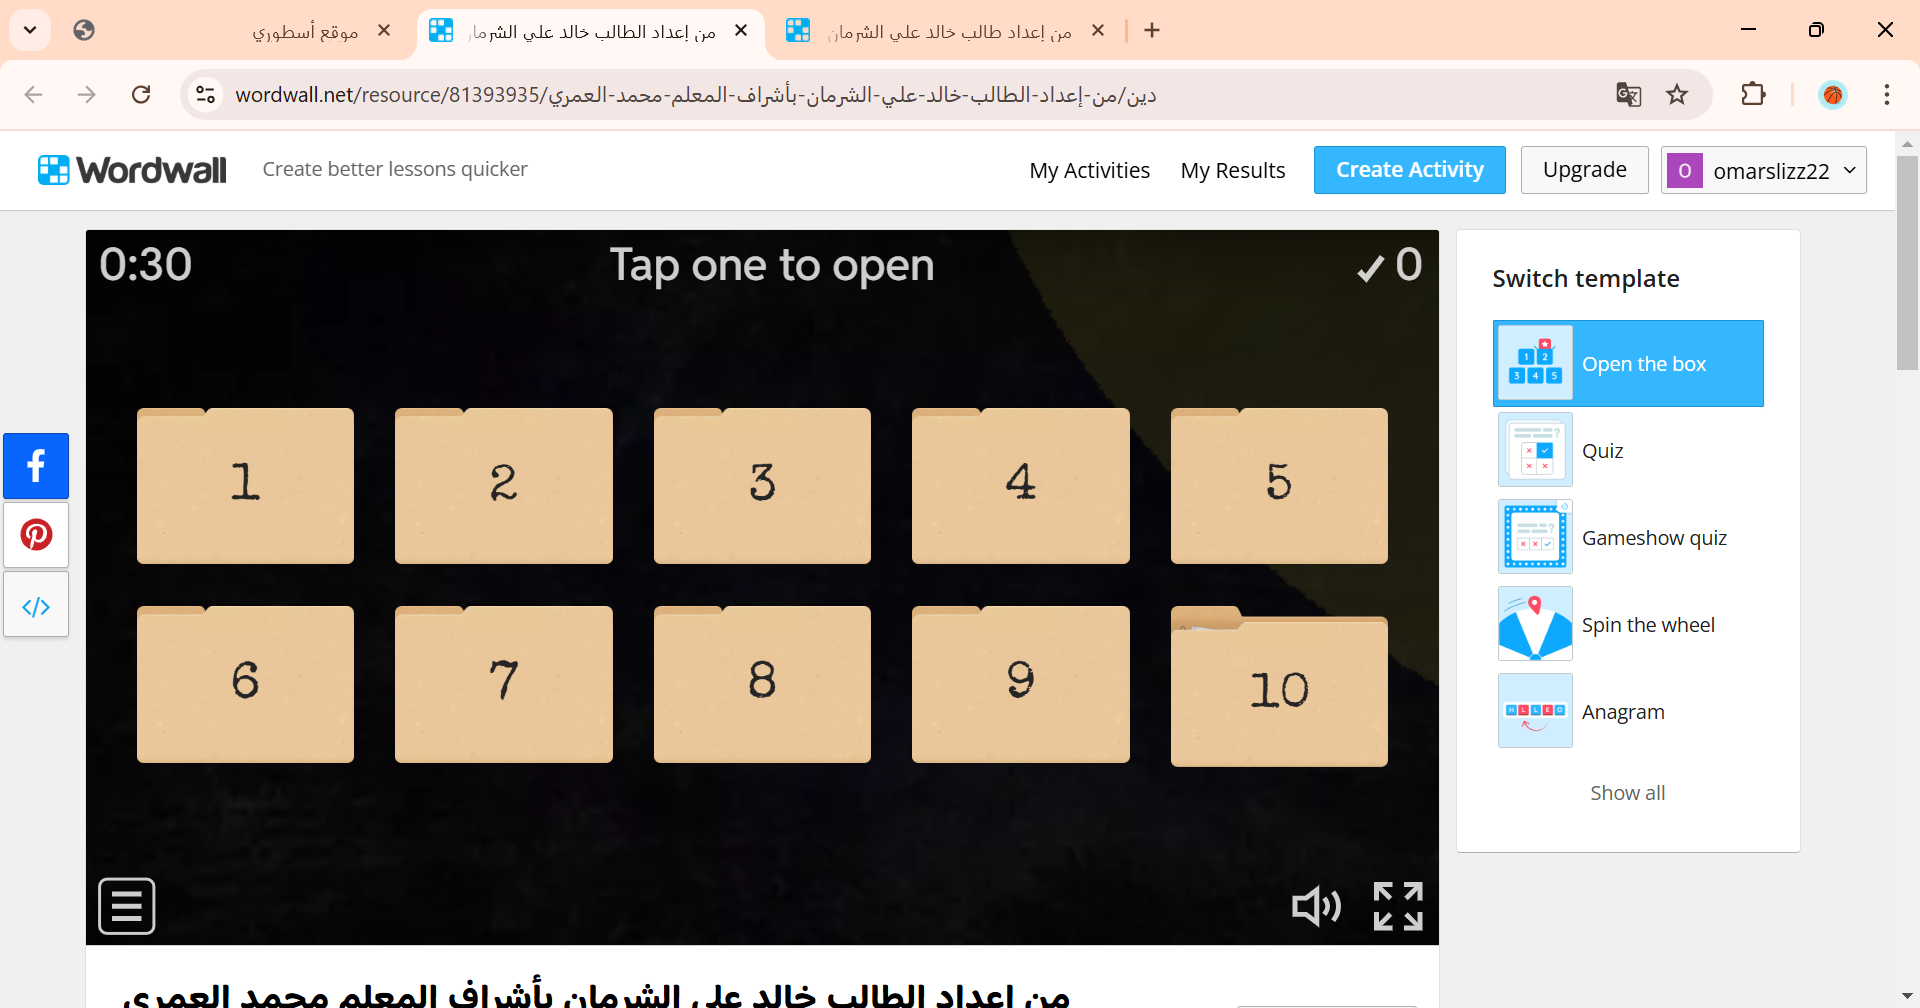 موقع أسطوري
من إعداد الطالب خالد علي الشرما
من إعداد طالب خالد علي الشرمان
wordwall.net/resource/81393935/دين/من-إعداد-الطالب-خالد-علي-الشرمان-بأشراف-المعلم-محمد-العمري
Wordwall
Create better lessons quicker
My Activities
My Results
Create Activity
Upgrade
O
omarslizz22
0:30
Tap one to open
0
1
2
3
4
5
6
7
8
9
10
Switch template
Open the box
Quiz
Gameshow quiz
Spin the wheel
Anagram
Show all
من إعداد الطالب خالد علي الشرمان بأشراف المعلم محمد العمري